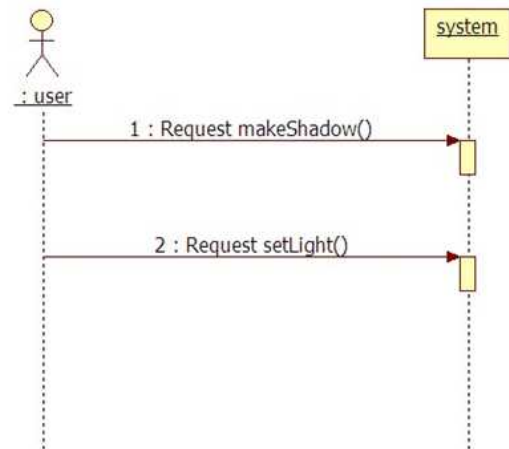 system
: user
1 : Request makeShadow()
2 : Request setLight()